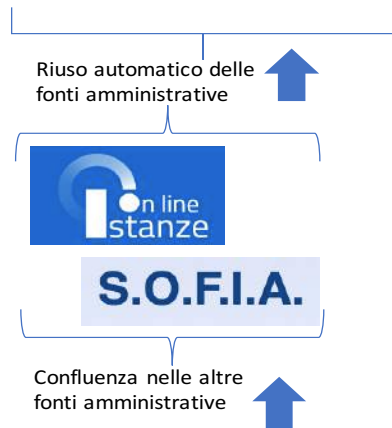 Riuso automatico delle
fonti amministrative
On line
Istanze
S.O.F.I.A.
Confluenza nelle altre
fonti amministrative